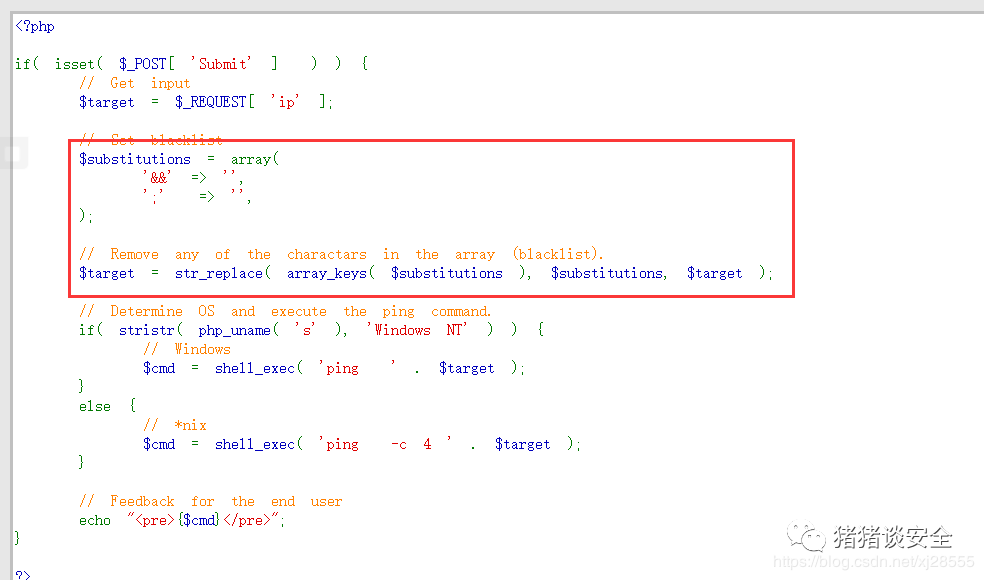 <?php
if( isset( $_POST[ 'Submit' ] ) ) {
// Get input
$target = $_REQUEST[ 'ip' ];
// Set blacklist
$substitutions = array(
'&&' => '',
';' => '',
);
// Remove any of the charactars in the array (blacklist).
$target = str_replace( array_keys( $substitutions ), $substitutions, $target );
// Determine OS and execute the ping command.
if( stristr( php_uname( 's' ), 'Windows NT' ) ) {
// Windows
$cmd = shell_exec( 'ping ' . $target );
}
else {
// *nix
$cmd = shell_exec( 'ping -c 4 ' . $target );
}
// Feedback for the end user
echo "<pre>{$cmd}</pre>";
}
?>
猪猪谈安全
https://blog.csdn.net/xj28555